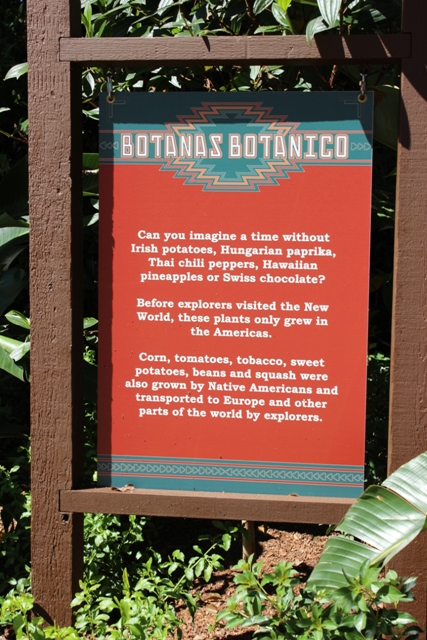 BOTANAS BOTANICO
Can you imagine a time without
Irish potatoes, Hungarian paprika,
Thai chili peppers, Hawaiian
pineapples or Swiss chocolate?
Before explorers visited the New
World, these plants only grew in
the Americas.
Corn, tomatoes, tobacco, sweet
potatoes, beans and squash were
also grown by Native Americans and
transported to Europe and other
parts of the world by explorers.